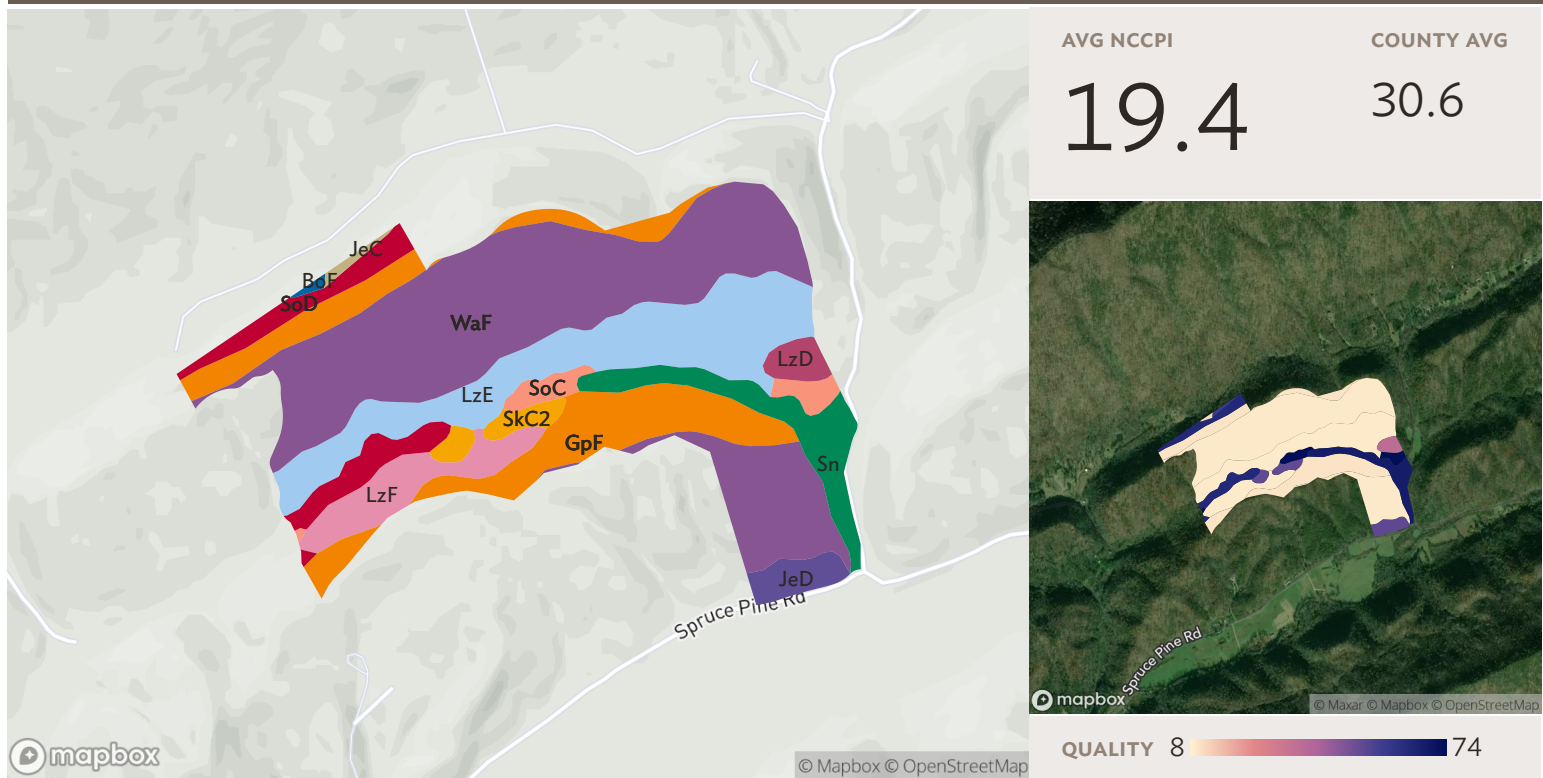 JeC
BoF
SoD
WaF
LzE
SoC
LzD
SkC2
GpF
Sn
LzF
JeD
Spruce Pine Rd
mapbox
© Mapbox © OpenStreetMap
AVG NCCPI
COUNTY AVG
19.4
30.6
Spruce Pine Rd
mapbox
© Maxar © Mapbox © OpenStreetMap
QUALITY 8 74